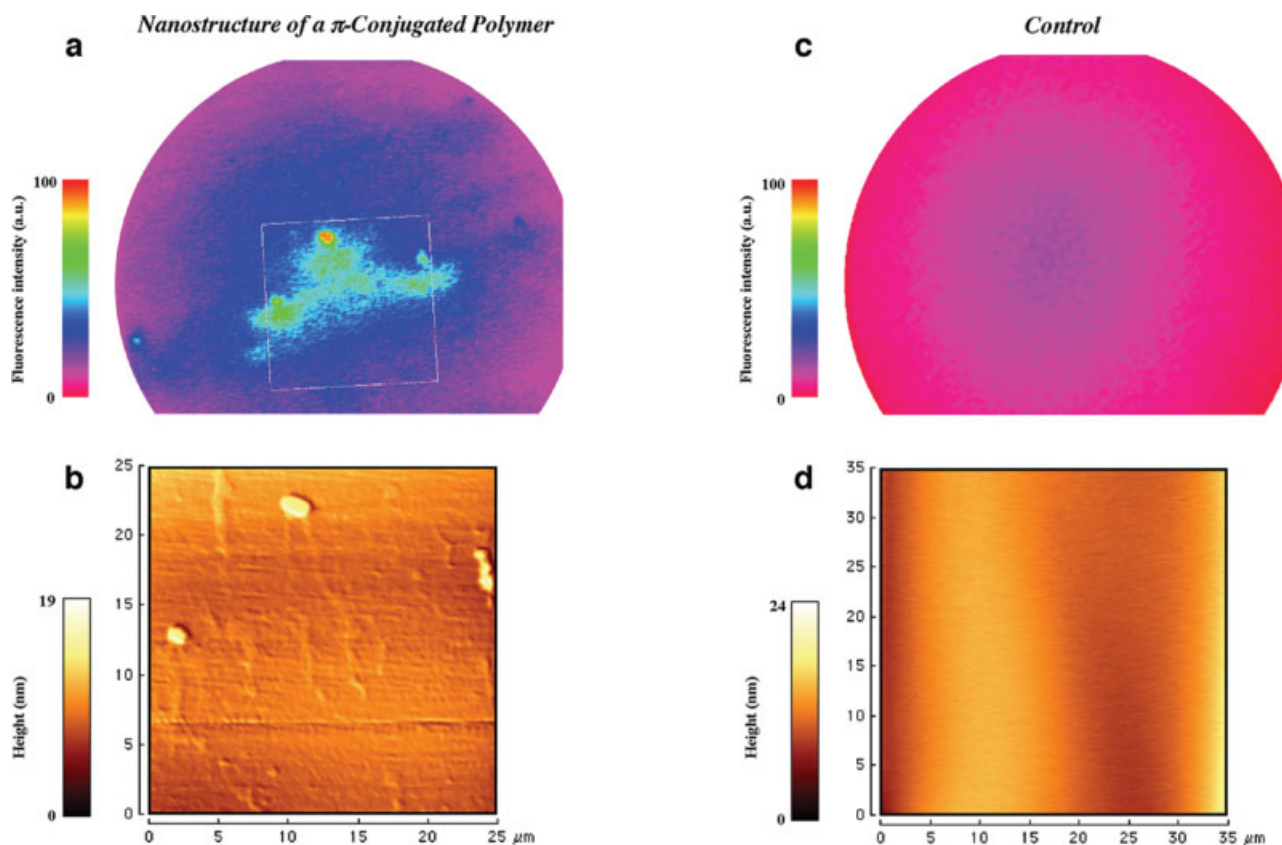 Nanostructure of a π-Conjugated Polymer
a
Fluorescence intensity (a.u.)
100
0
Control
c
Fluorescence intensity (a.u.)
100
0
b
Height (nm)
19
0
25
20
15
10
5
0
0 5 10 15 20 25 μm
d
Height (nm)
24
0
35
30
25
20
15
10
5
0
0 5 10 15 20 25 30 35 μm